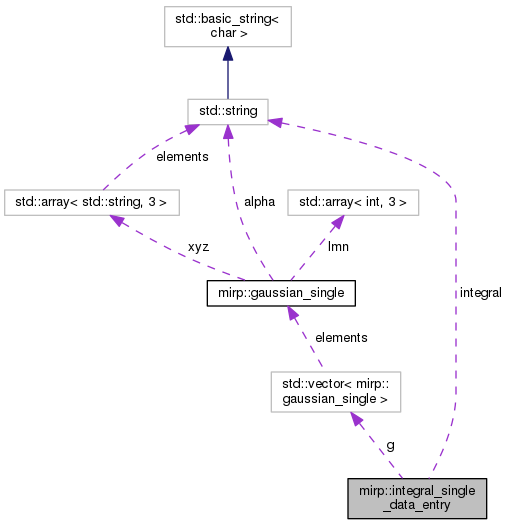 std::basic_string<
char >
std::string
elements
std::array< std::string, 3 >
alpha
std::array< int, 3 >
xyz
lmn
mirp::gaussian_single
integral
elements
std::vector< mirp::
gaussian_single >
g
mirp::integral_single
_data_entry